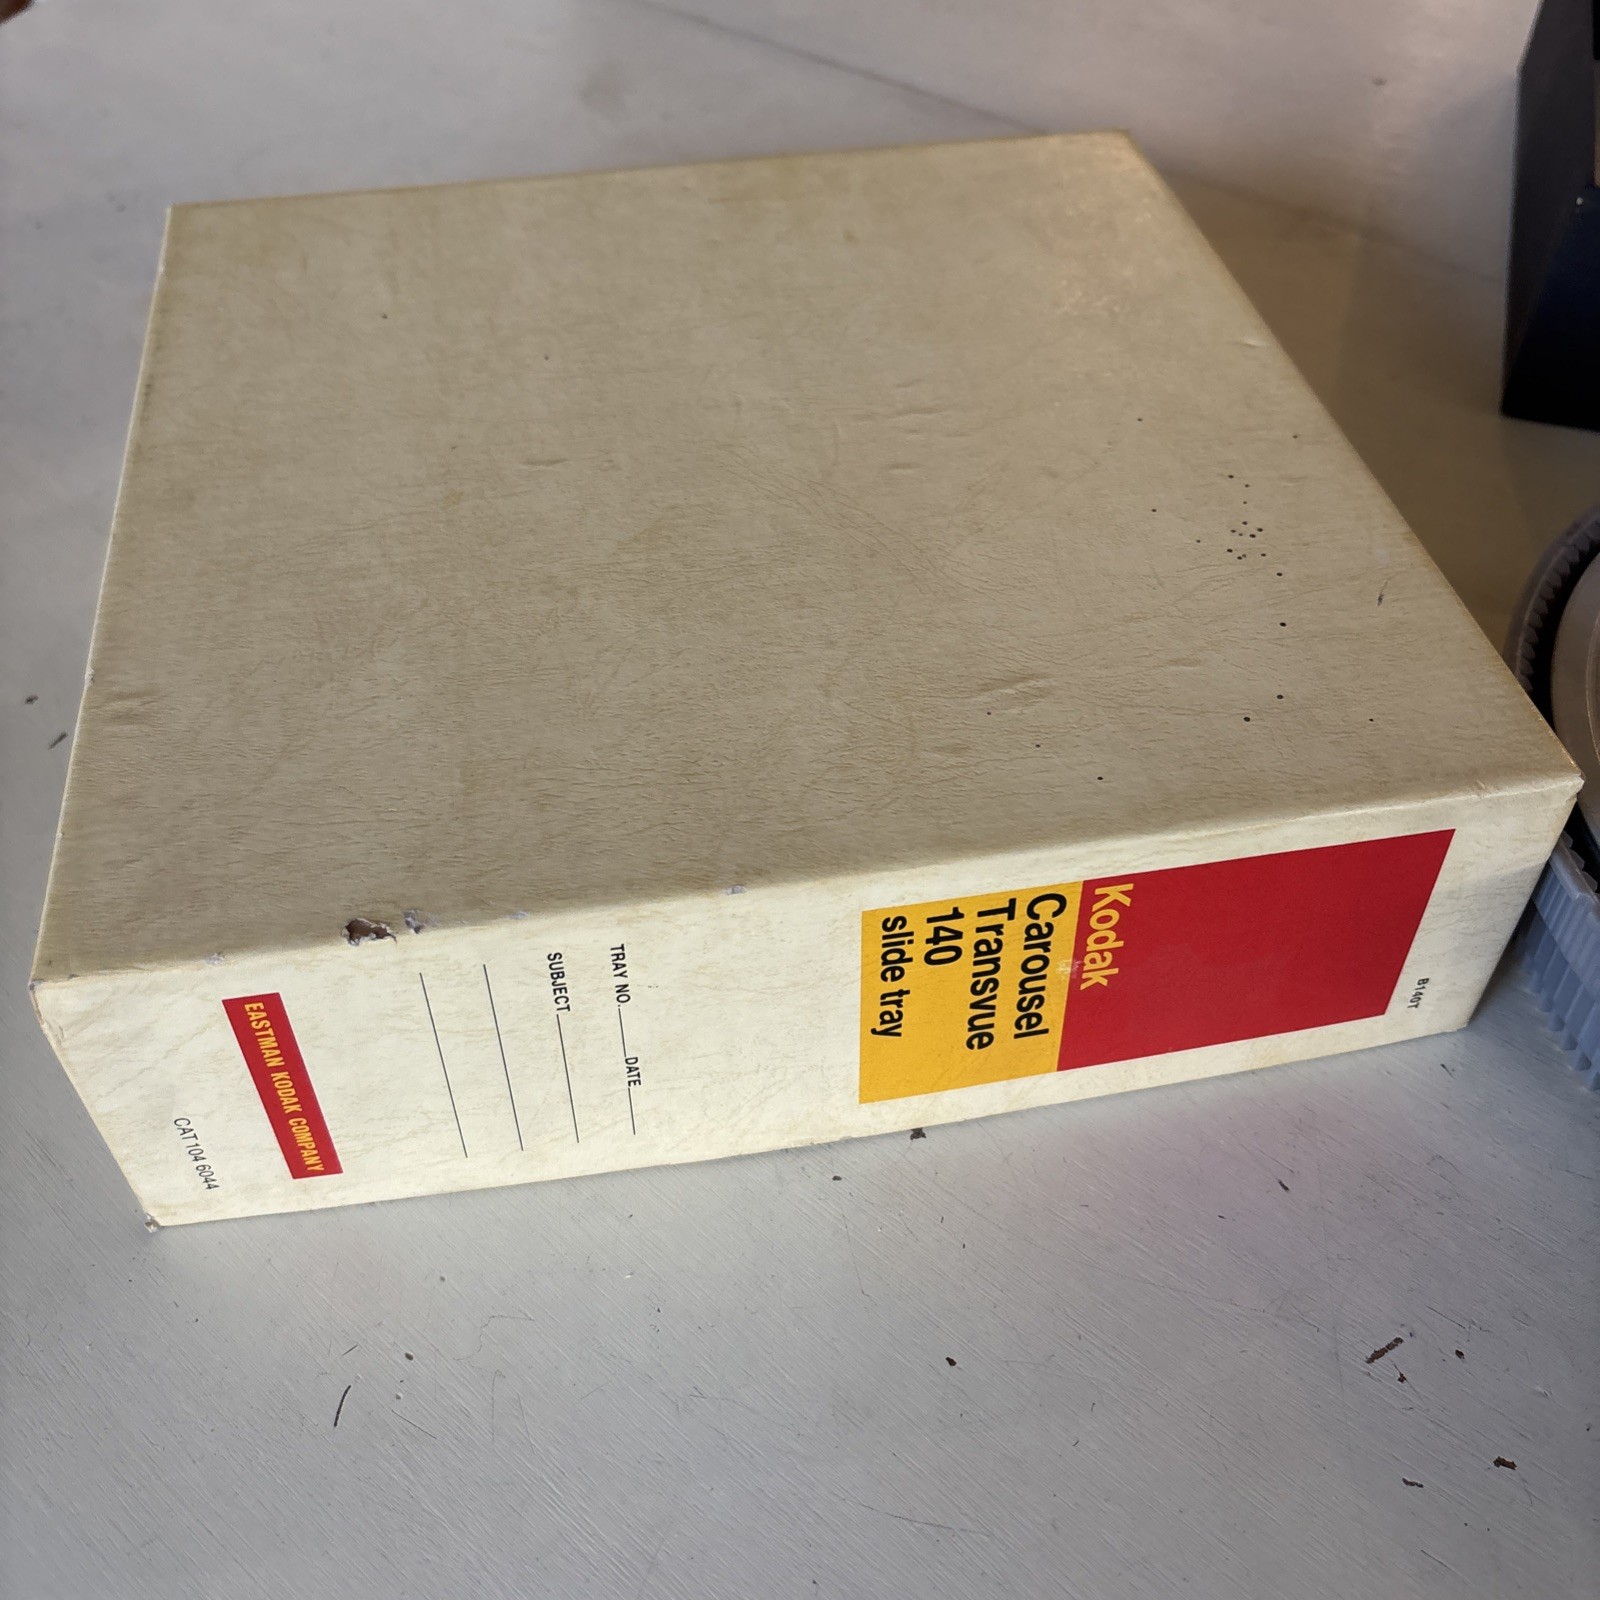 B140T
Kodak
Carousel
Transvue
140
slide tray
TRAY NO. DATE
SUBJECT
EASTMAN KODAK COMPANY
CAT 104 6044